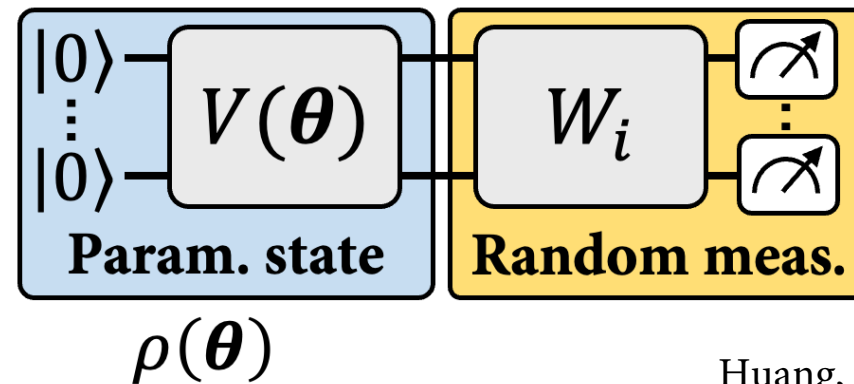 |0⟩
⋮
|0⟩
V(θ)
W_i
⋮
Param. state
Random meas.
ρ(θ)
Huang,